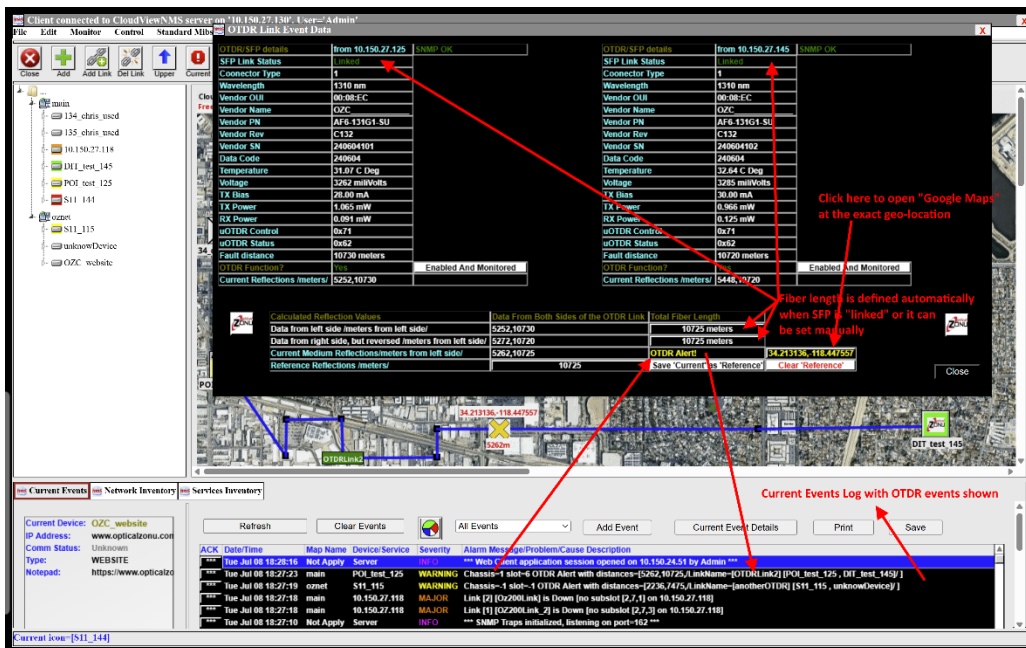 Client connected to CloudViewNMS server on '10.150.27.130'. User='Admin'
File Edit Monitor Control Standard Mibs
OTDR Link Event Data
X
Close Add Add Link Del Link Upper Current
...
main
134_chris_used
135_chris_used
10.150.27.118
DIT_test_145
POI_test_125
S11_144
oznet
S11_115
unknowDevice
OZC_website
OTDR/SFP details from 10.150.27.125 SNMP OK
SFP Link Status Linked
Coonector Type 1
Wavelength 1310 nm
Vendor OUI 00:08:EC
Vendor Name OZC
Vendor PN AF6-131G1-SU
Vendor Rev C132
Vendor SN 240604101
Data Code 240604
Temperature 31.07 C Deg
Voltage 3262 miliVolts
TX Bias 28.00 mA
TX Power 1.065 mW
RX Power 0.091 mW
uOTDR Control 0x71
uOTDR Status 0x62
Fault distance 10730 meters
OTDR Function? Yes Enabled And Monitored
Current Reflections /meters/ 5252,10730
OTDR/SFP details from 10.150.27.145 SNMP OK
SFP Link Status Linked
Coonector Type 1
Wavelength 1310 nm
Vendor OUI 00:08:EC
Vendor Name OZC
Vendor PN AF6-131G1-SU
Vendor Rev C132
Vendor SN 240604102
Data Code 240604
Temperature 32.64 C Deg
Voltage 3285 miliVolts
TX Bias 30.00 mA
TX Power 0.966 mW
RX Power 0.125 mW
uOTDR Control 0x71
uOTDR Status 0x62
Fault distance 10720 meters
OTDR Function? Yes Enabled And Monitored
Current Reflections /meters/ 5448,10720
Click here to open "Google Maps"
at the exact geo-location
Fiber length is defined automatically
when SFP is "linked" or it can
be set manually
Calculated Reflection Values Data From Both Sides of the OTDR Link Total Fiber Length
Data from left side /meters from left side/ 5252,10730 10725 meters
Data from right side, but reversed /meters from left side/ 5272,10720 10725 meters
Current Medium Reflections/meters from left side/ 5262,10725 OTDR Alert! 34.213136,-118.447557
Reference Reflections /meters/ 10725 Save 'Current' as 'Reference' Clear 'Reference'
Close
34.213136,-118.447557
5262m
OTDRLink2
DIT_test_145
Current Events Network Inventory Services Inventory
Current Events Log with OTDR events shown
Current Device: OZC_website
IP Address: www.opticalzonu.con
Comm Status: Unknown
Type: WEBSITE
Notepad: https://www.opticalzo
Refresh Clear Events All Events Add Event Current Event Details Print Save
ACK Date/Time Map Name Device/Service Severity Alarm Message/Problem/Cause Description
*** Tue Jul 08 18:28:16 Not Apply Server INFO *** Web Client application session opened on 10.150.24.51 by Admin ***
*** Tue Jul 08 18:27:23 main POI_test_125 WARNING Chassis=1 slot=6 OTDR Alert with distances=[5262,10725,/LinkName=[OTDRLink2] [POI_test_125 , DIT_test_145]/ ]
*** Tue Jul 08 18:27:19 oznet S11_115 WARNING Chassis=1 slot=1 OTDR Alert with distances=[2236,7475,/LinkName=[anotherOTDR] [S11_115 , unknowDevice]/ ]
*** Tue Jul 08 18:27:18 main 10.150.27.118 MAJOR Link [2] [Oz200Link] is Down [no subslot [2,7,1] on 10.150.27.118]
*** Tue Jul 08 18:27:18 main 10.150.27.118 MAJOR Link [1] [OZ200Link_2] is Down [no subslot [2,7,3] on 10.150.27.118]
*** Tue Jul 08 18:27:10 Not Apply Server INFO *** SNMP Traps initialized, listening on port=162 ***
Current icon=[S11_144]